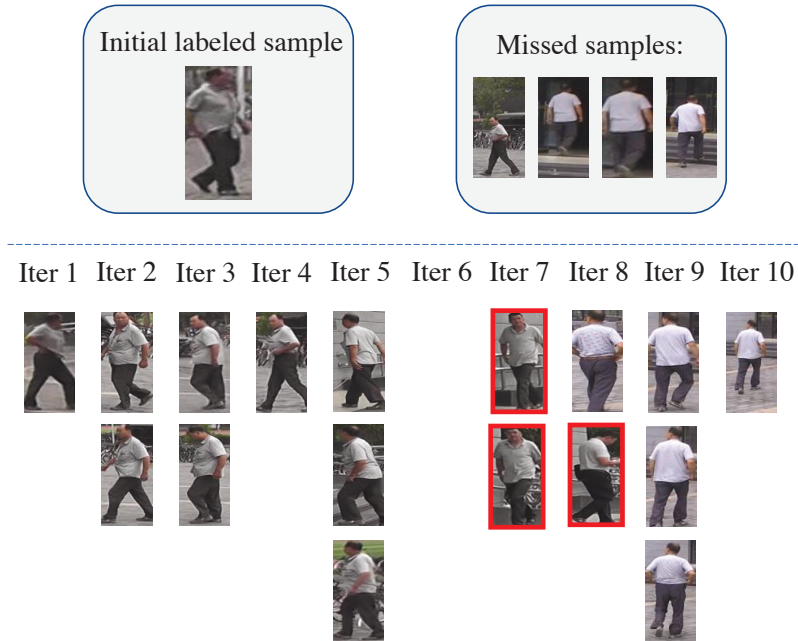 Initial labeled sample
Missed samples:
Iter 1 Iter 2 Iter 3 Iter 4 Iter 5 Iter 6 Iter 7 Iter 8 Iter 9 Iter 10